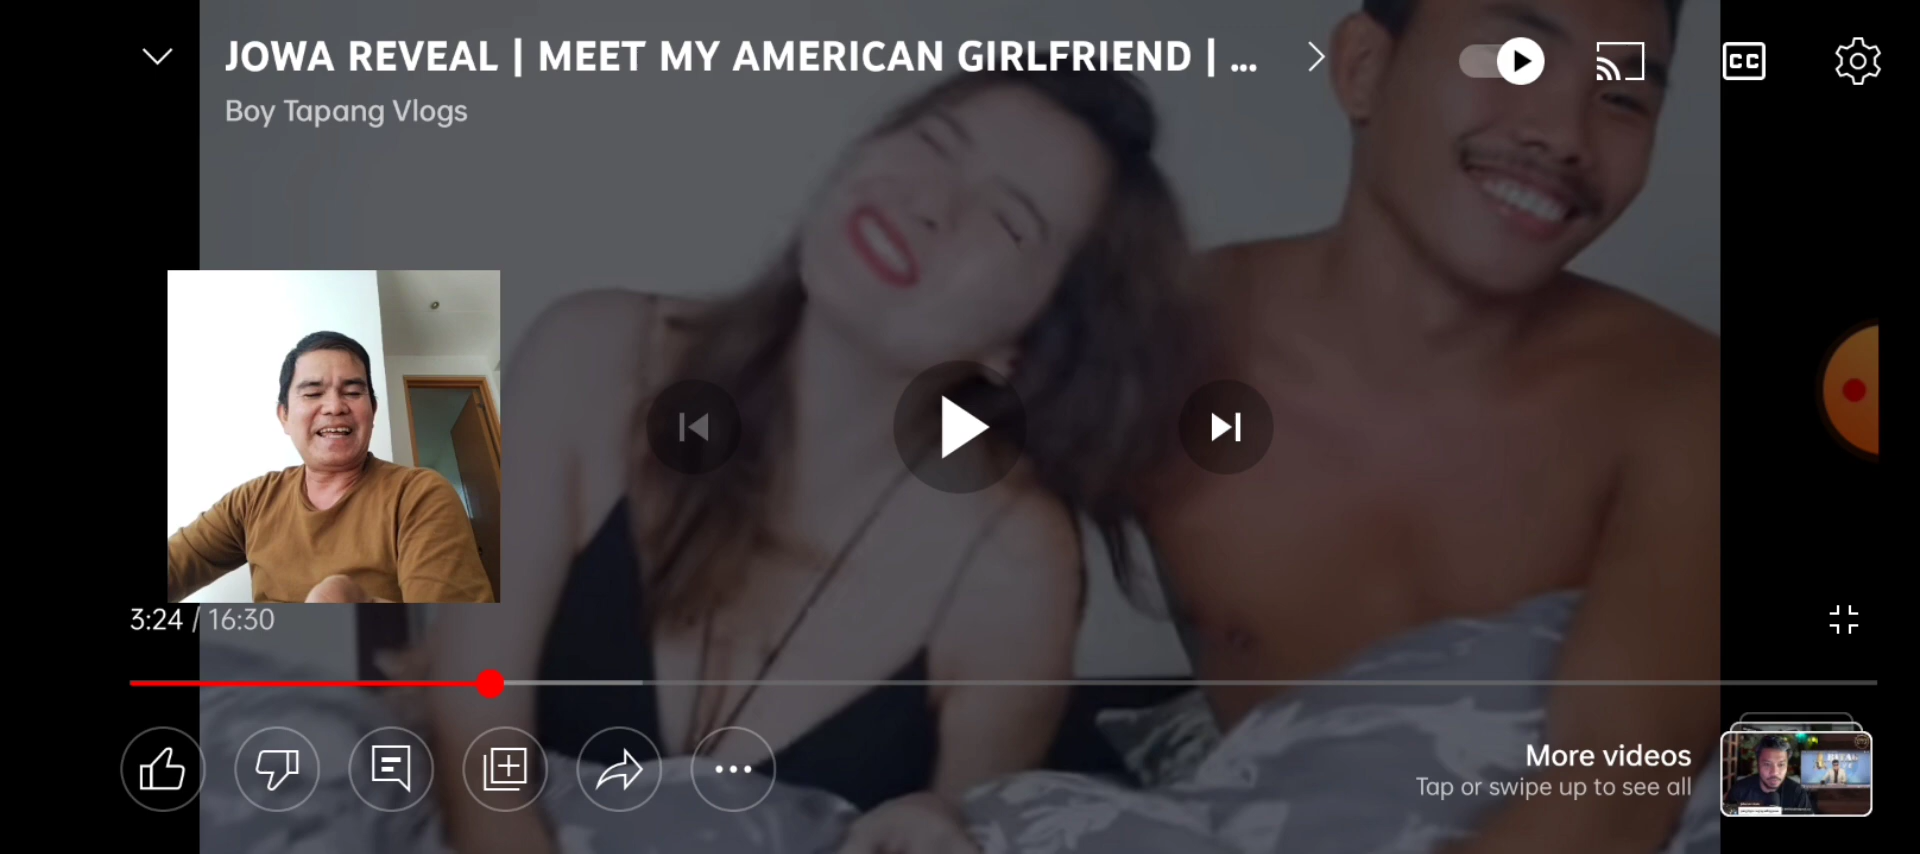 JOWA REVEAL | MEET MY AMERICAN GIRLFRIEND | ...
Boy Tapang Vlogs
CC
3:24 / 16:30
More videos
Tap or swipe up to see all